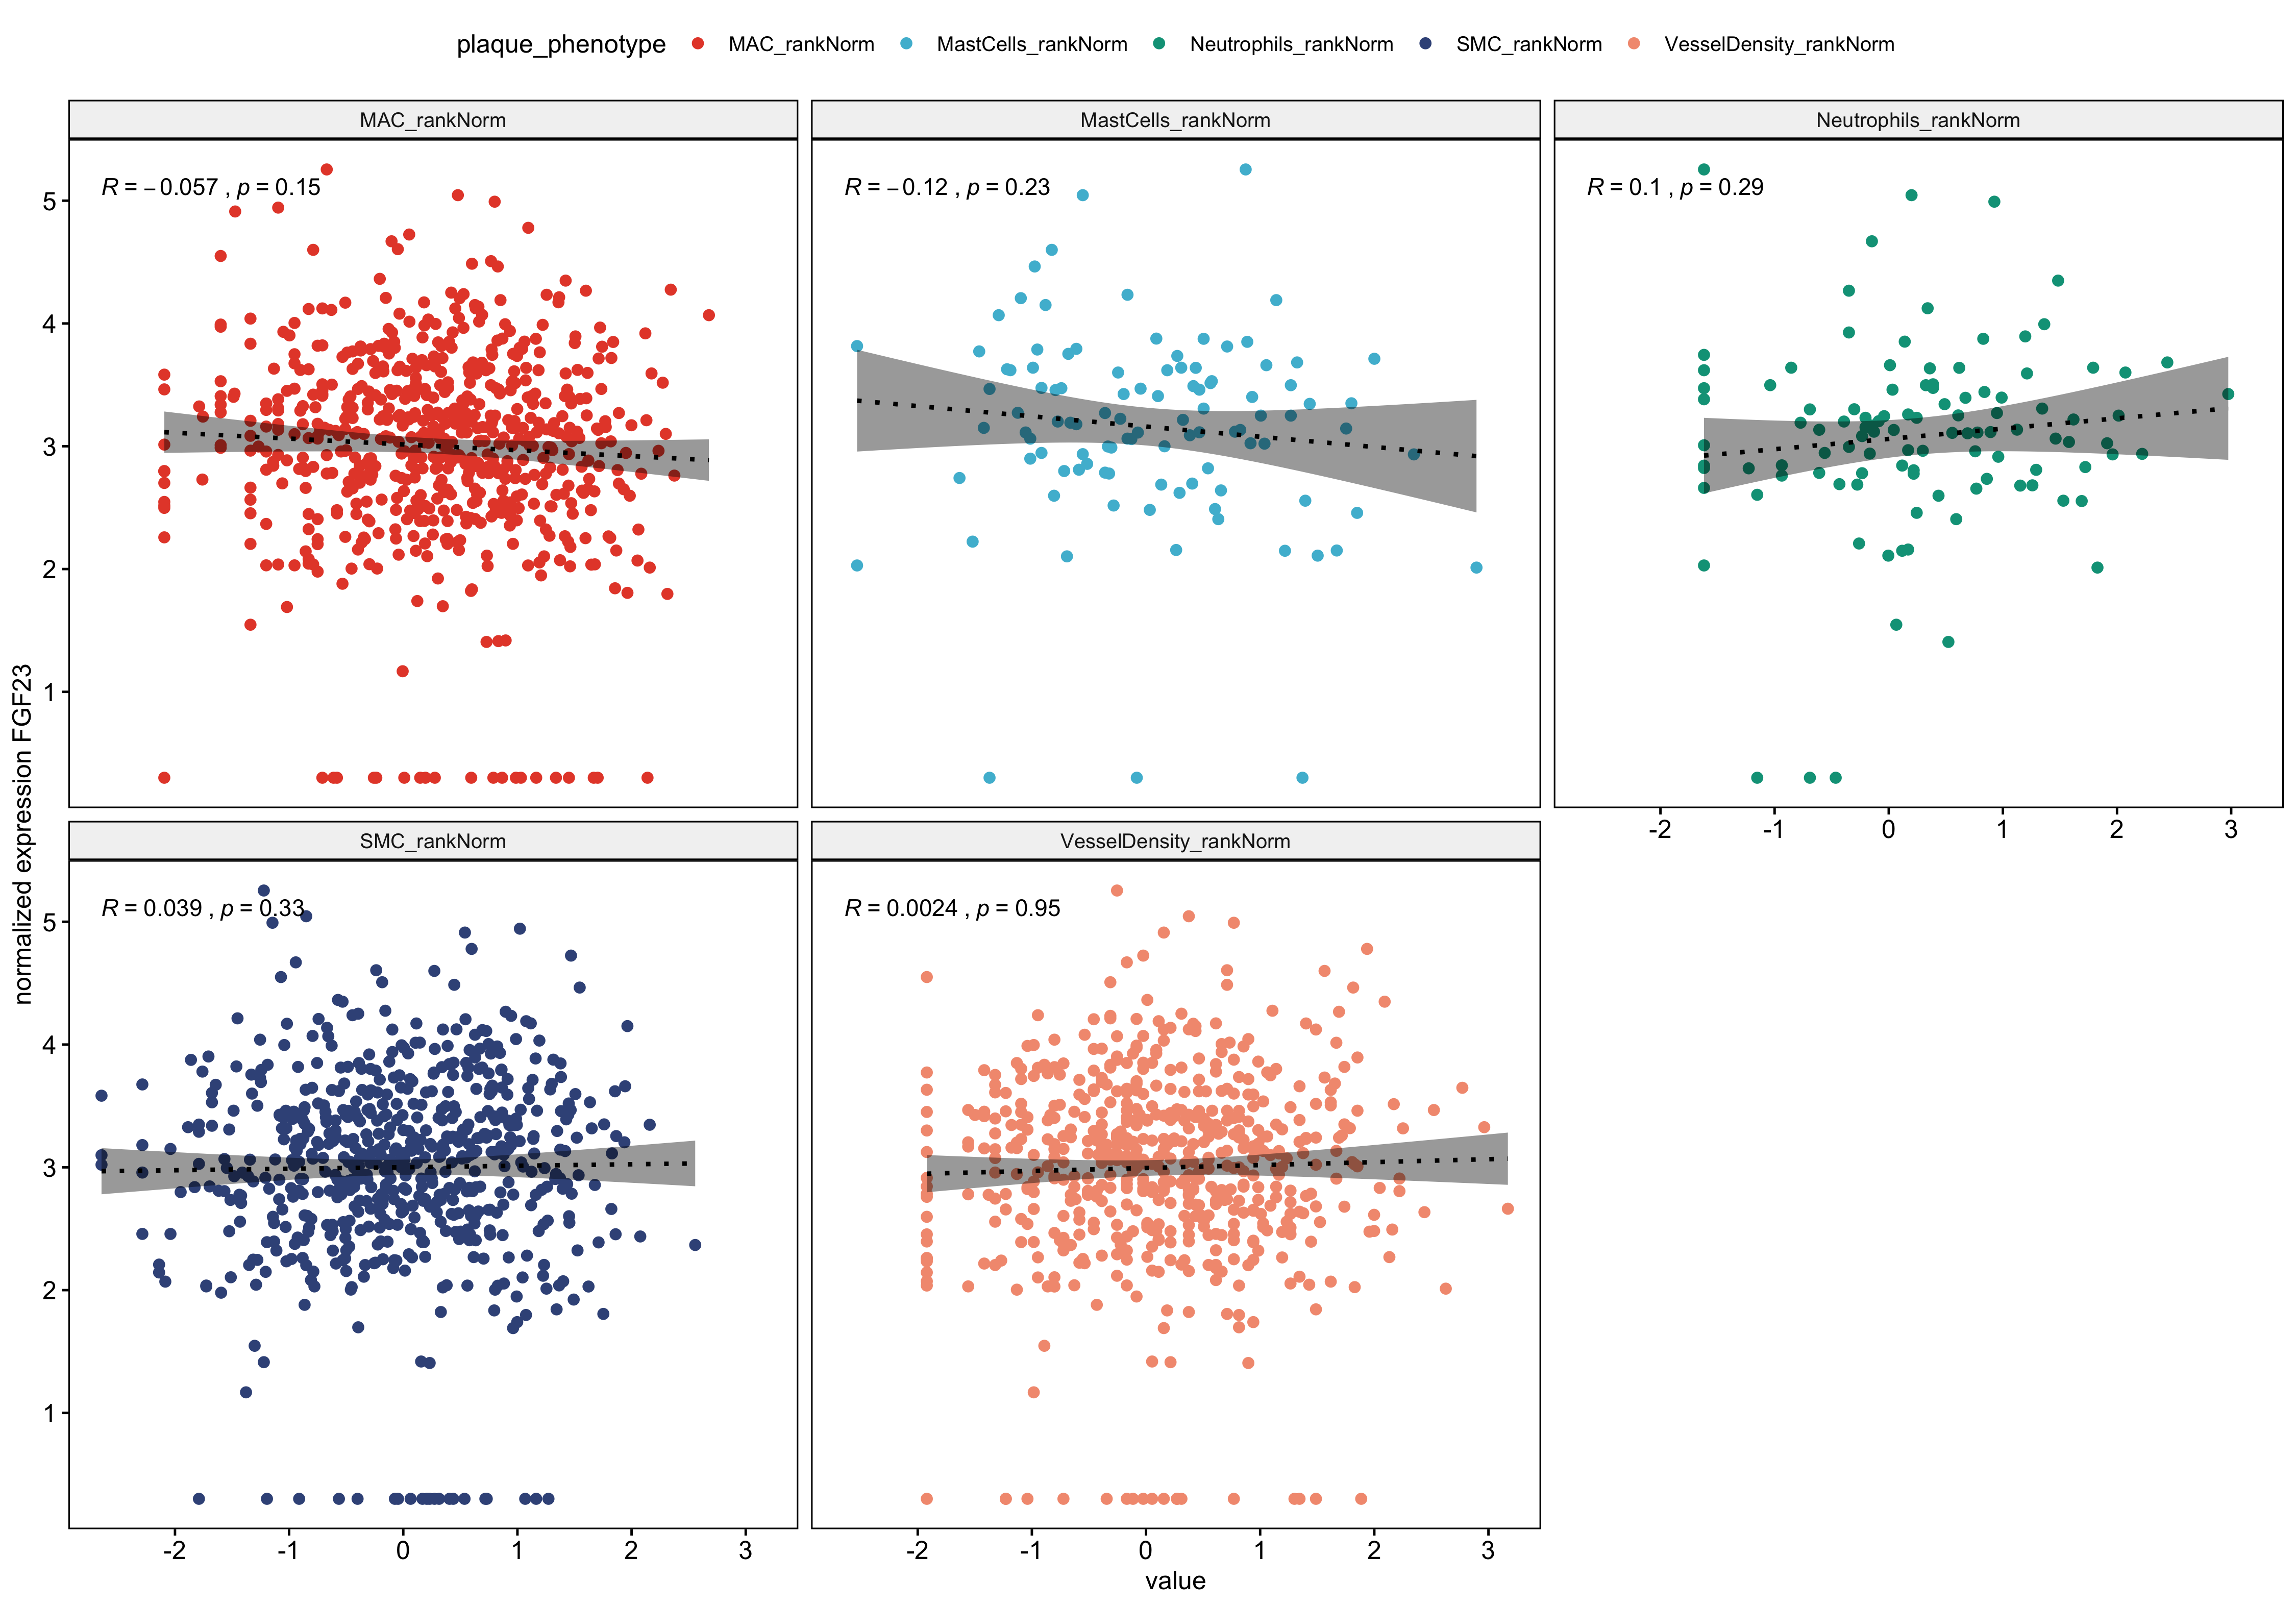 plaque_phenotype MAC_rankNorm MastCells_rankNorm Neutrophils_rankNorm SMC_rankNorm VesselDensity_rankNorm
MAC_rankNorm MastCells_rankNorm Neutrophils_rankNorm
R = −0.057 , p = 0.15 R = −0.12 , p = 0.23 R = 0.1 , p = 0.29
5
4
3
2
1
-2 -1 0 1 2 3
normalized expression FGF23
SMC_rankNorm VesselDensity_rankNorm
R = 0.039 , p = 0.33 R = 0.0024 , p = 0.95
5
4
3
2
1
-2 -1 0 1 2 3 -2 -1 0 1 2 3
value